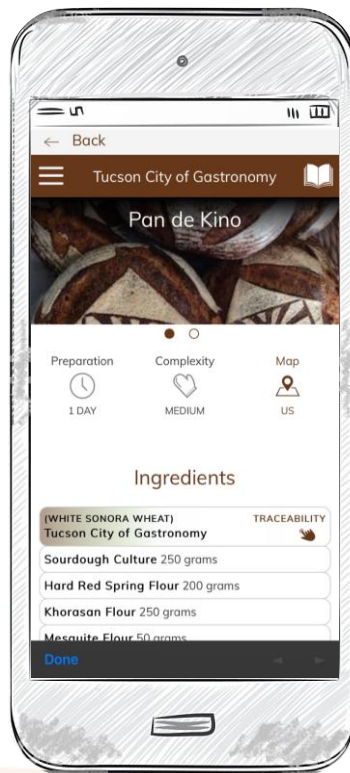 Back
Tucson City of Gastronomy
Pan de Kino
Preparation Complexity Map
1 DAY MEDIUM US
Ingredients
(WHITE SONORA WHEAT) TRACEABILITY
Tucson City of Gastronomy
Sourdough Culture 250 grams
Hard Red Spring Flour 200 grams
Khorasan Flour 250 grams
Mesquite Flour 50 grams
Done